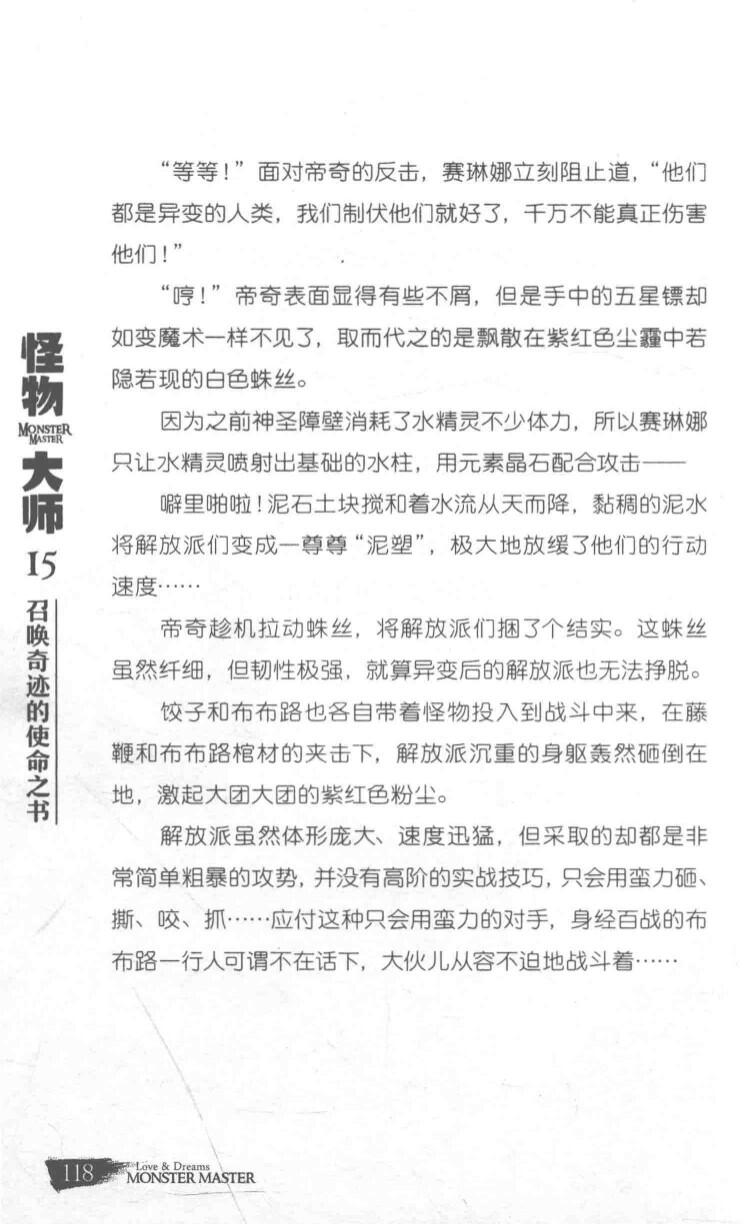 “等等！”面对帝奇的反击，赛琳娜立刻阻止道，“他们
都是异变的人类，我们制伏他们就好了，千万不能真正伤害
他们！”
“哼！”帝奇表面显得有些不屑，但是手中的五星镖却
如变魔术一样不见了，取而代之的是飘散在紫红色尘霾中若
隐若现的白色蛛丝。
因为之前神圣障壁消耗了水精灵不少体力，所以赛琳娜
只让水精灵喷射出基础的水柱，用元素晶石配合攻击——
噼里啪啦！泥石土块搅和着水流从天而降，黏稠的泥水
将解放派们变成一尊尊“泥塑”，极大地放缓了他们的行动
速度……
帝奇趁机拉动蛛丝，将解放派们捆了个结实。这蛛丝
虽然纤细，但韧性极强，就算异变后的解放派也无法挣脱。
饺子和布布路也各自带着怪物投入到战斗中来，在藤
鞭和布布路棺材的夹击下，解放派沉重的身躯轰然砸倒在
地，激起大团大团的紫红色粉尘。
解放派虽然体形庞大、速度迅猛，但采取的却都是非
常简单粗暴的攻势，并没有高阶的实战技巧，只会用蛮力砸、
撕、咬、抓……应付这种只会用蛮力的对手，身经百战的布
布路一行人可谓不在话下，大伙儿从容不迫地战斗着……
怪物
MONSTER
MASTER
大师
15
召唤奇迹的使命之书
118
Love & Dreams
MONSTER MASTER